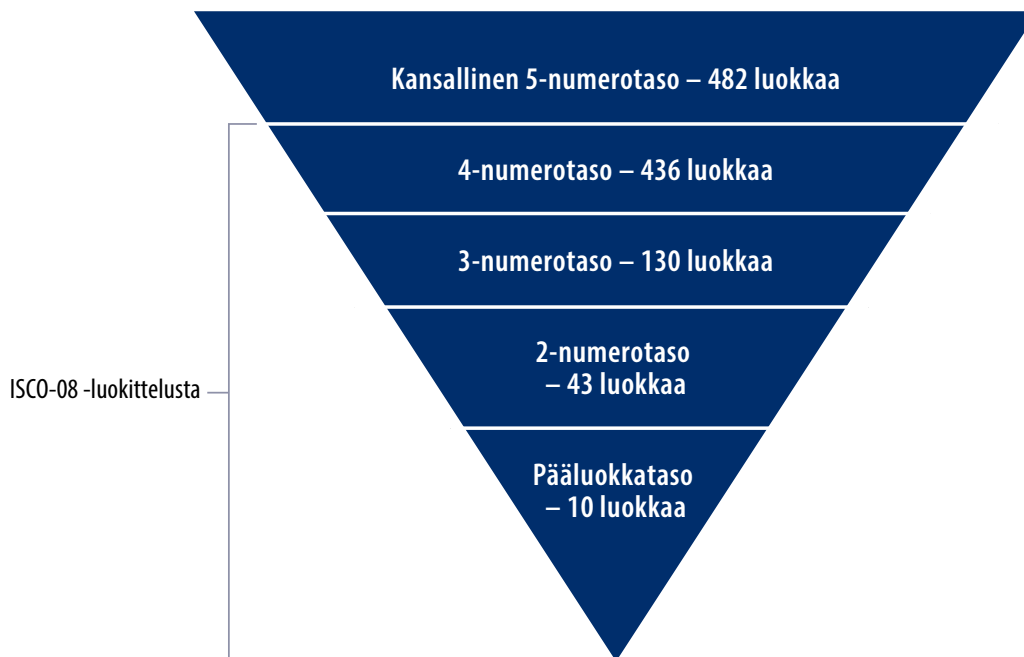 Kansallinen 5-numerotaso – 482 luokkaa
4-numerotaso – 436 luokkaa
3-numerotaso – 130 luokkaa
2-numerotaso
– 43 luokkaa
ISCO-08 -luokittelusta
Pääluokkataso
– 10 luokkaa